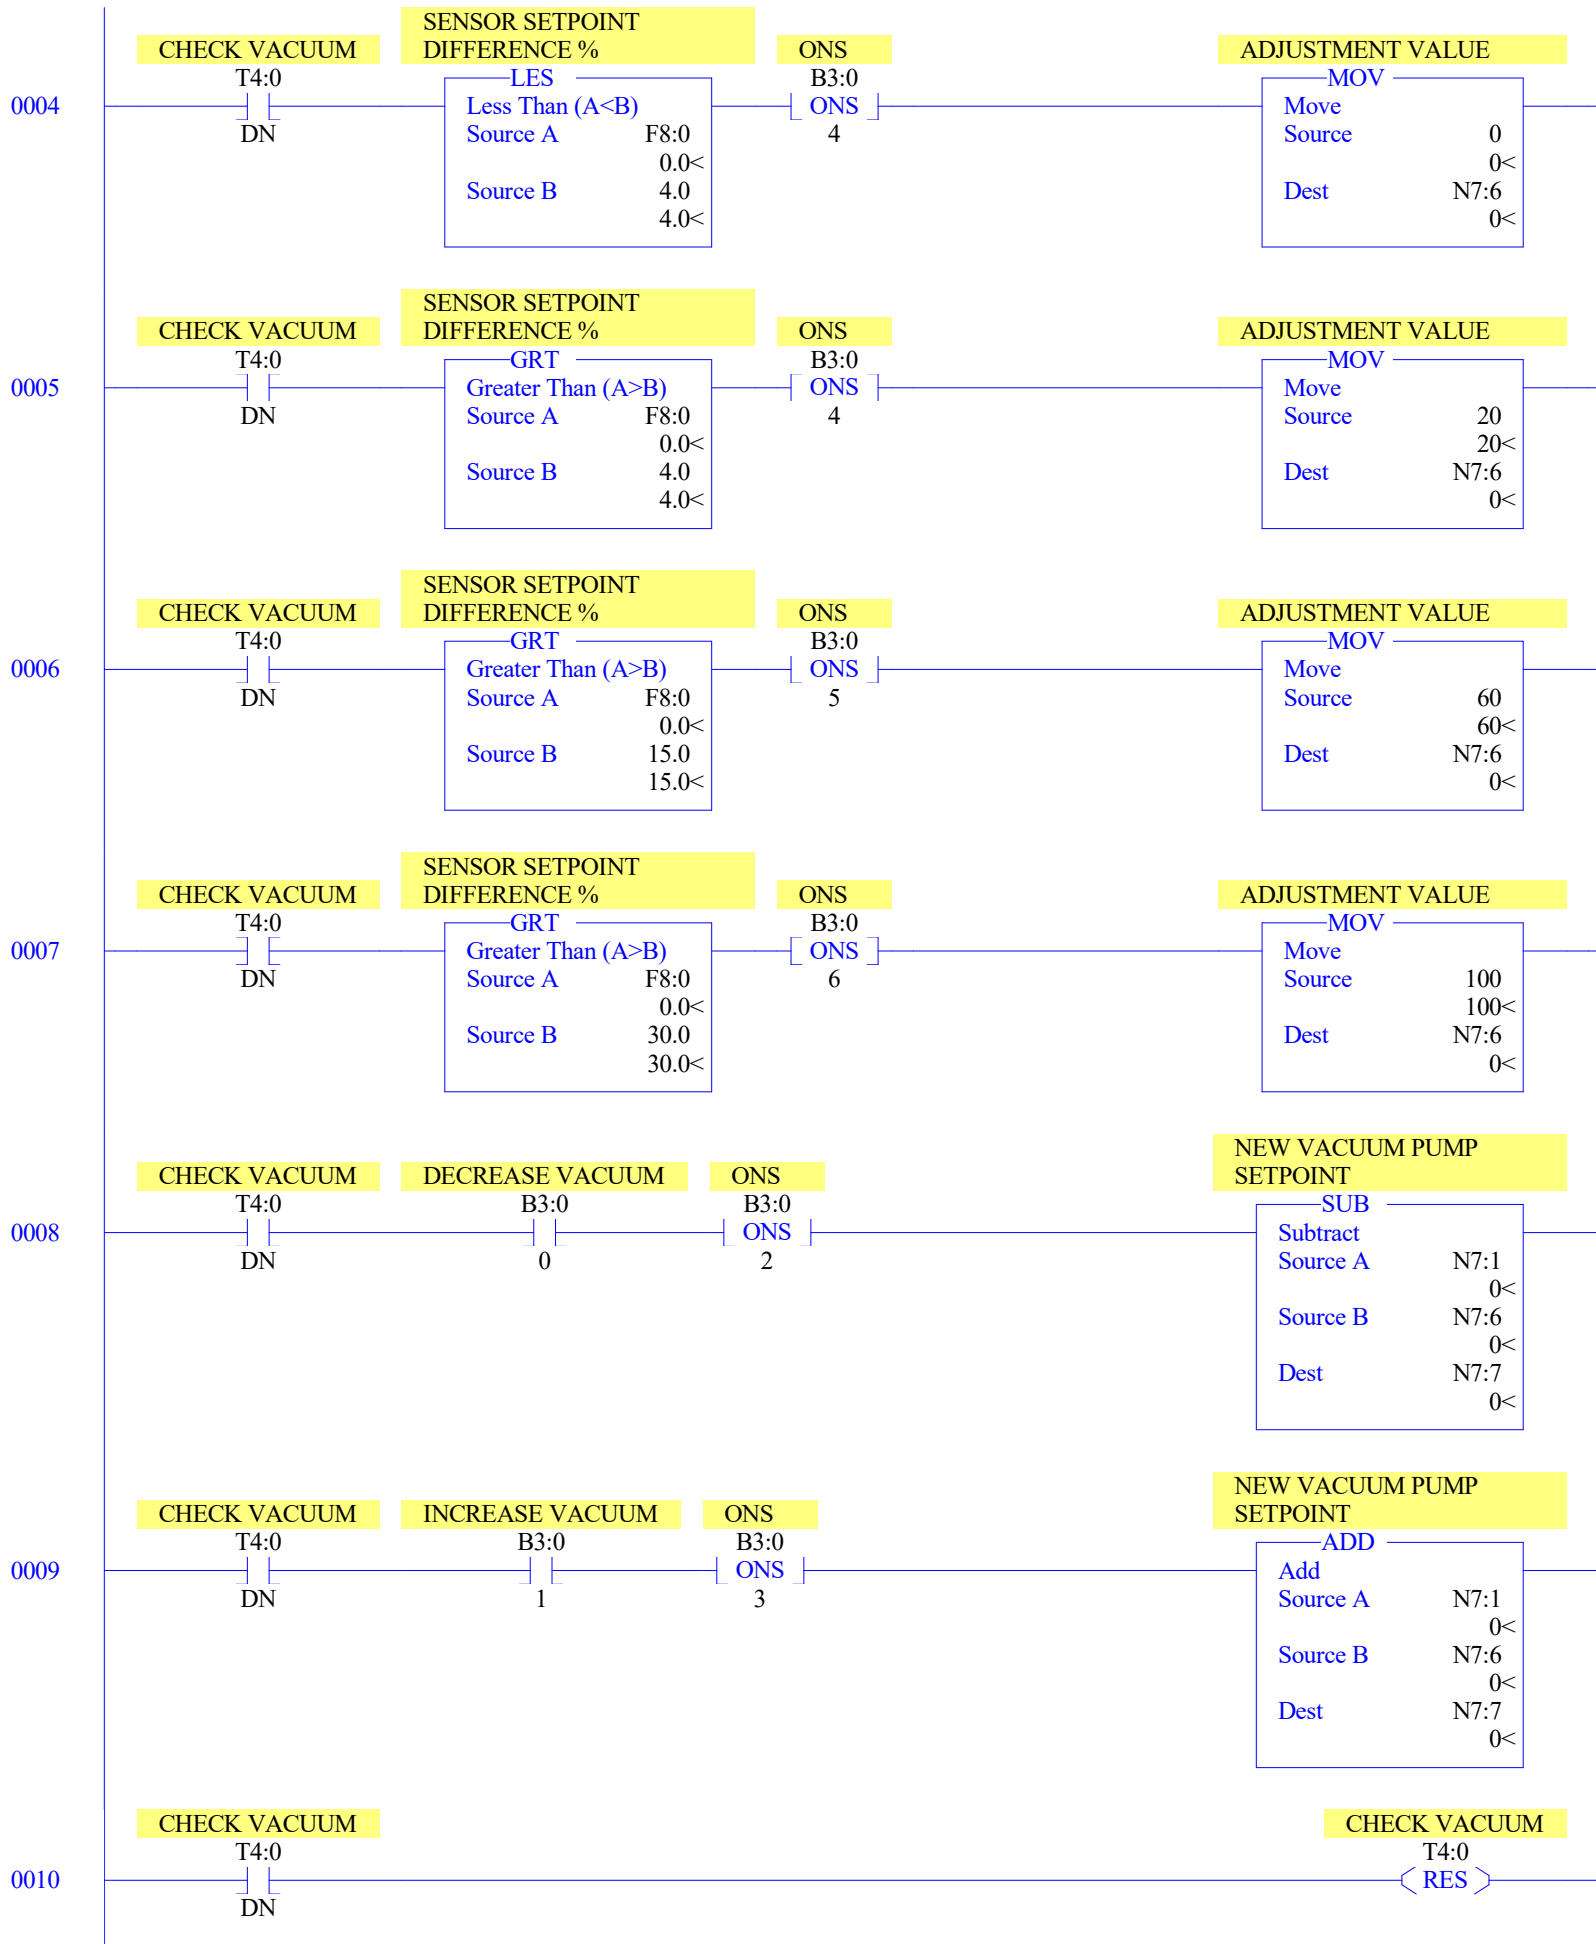 SENSOR SETPOINT
CHECK VACUUM DIFFERENCE % ONS ADJUSTMENT VALUE
T4:0 LES B3:0 MOV
0004 Less Than (A<B) ONS Move
DN Source A F8:0 4 Source 0
0.0< 0<
Source B 4.0 Dest N7:6
4.0< 0<
SENSOR SETPOINT
CHECK VACUUM DIFFERENCE % ONS ADJUSTMENT VALUE
T4:0 GRT B3:0 MOV
0005 Greater Than (A>B) ONS Move
DN Source A F8:0 4 Source 20
0.0< 20<
Source B 4.0 Dest N7:6
4.0< 0<
SENSOR SETPOINT
CHECK VACUUM DIFFERENCE % ONS ADJUSTMENT VALUE
T4:0 GRT B3:0 MOV
0006 Greater Than (A>B) ONS Move
DN Source A F8:0 5 Source 60
0.0< 60<
Source B 15.0 Dest N7:6
15.0< 0<
SENSOR SETPOINT
CHECK VACUUM DIFFERENCE % ONS ADJUSTMENT VALUE
T4:0 GRT B3:0 MOV
0007 Greater Than (A>B) ONS Move
DN Source A F8:0 6 Source 100
0.0< 100<
Source B 30.0 Dest N7:6
30.0< 0<
NEW VACUUM PUMP
CHECK VACUUM DECREASE VACUUM ONS SETPOINT
T4:0 B3:0 B3:0 SUB
0008 ONS Subtract
DN 0 2 Source A N7:1
0<
Source B N7:6
0<
Dest N7:7
0<
NEW VACUUM PUMP
CHECK VACUUM INCREASE VACUUM ONS SETPOINT
T4:0 B3:0 B3:0 ADD
0009 ONS Add
DN 1 3 Source A N7:1
0<
Source B N7:6
0<
Dest N7:7
0<
CHECK VACUUM CHECK VACUUM
T4:0 T4:0
0010 RES
DN